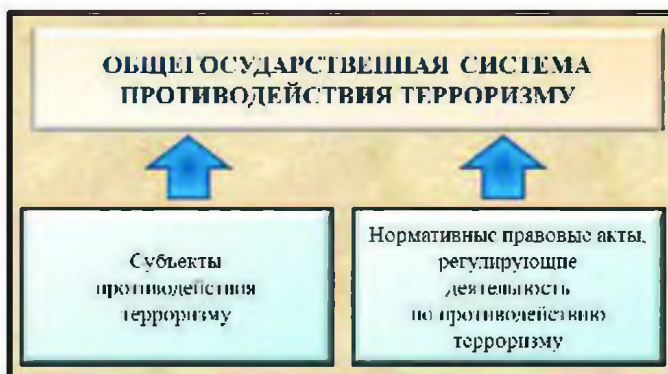 ОБЩЕГОСУДАРСТВЕННАЯ СИСТЕМА
ПРОТИВОДЕЙСТВИЯ ТЕРРОРИЗМУ
Субъекты
противодействия
терроризму
Нормативные правовые акты,
регулирующие
деятельность
по противодействию
терроризму